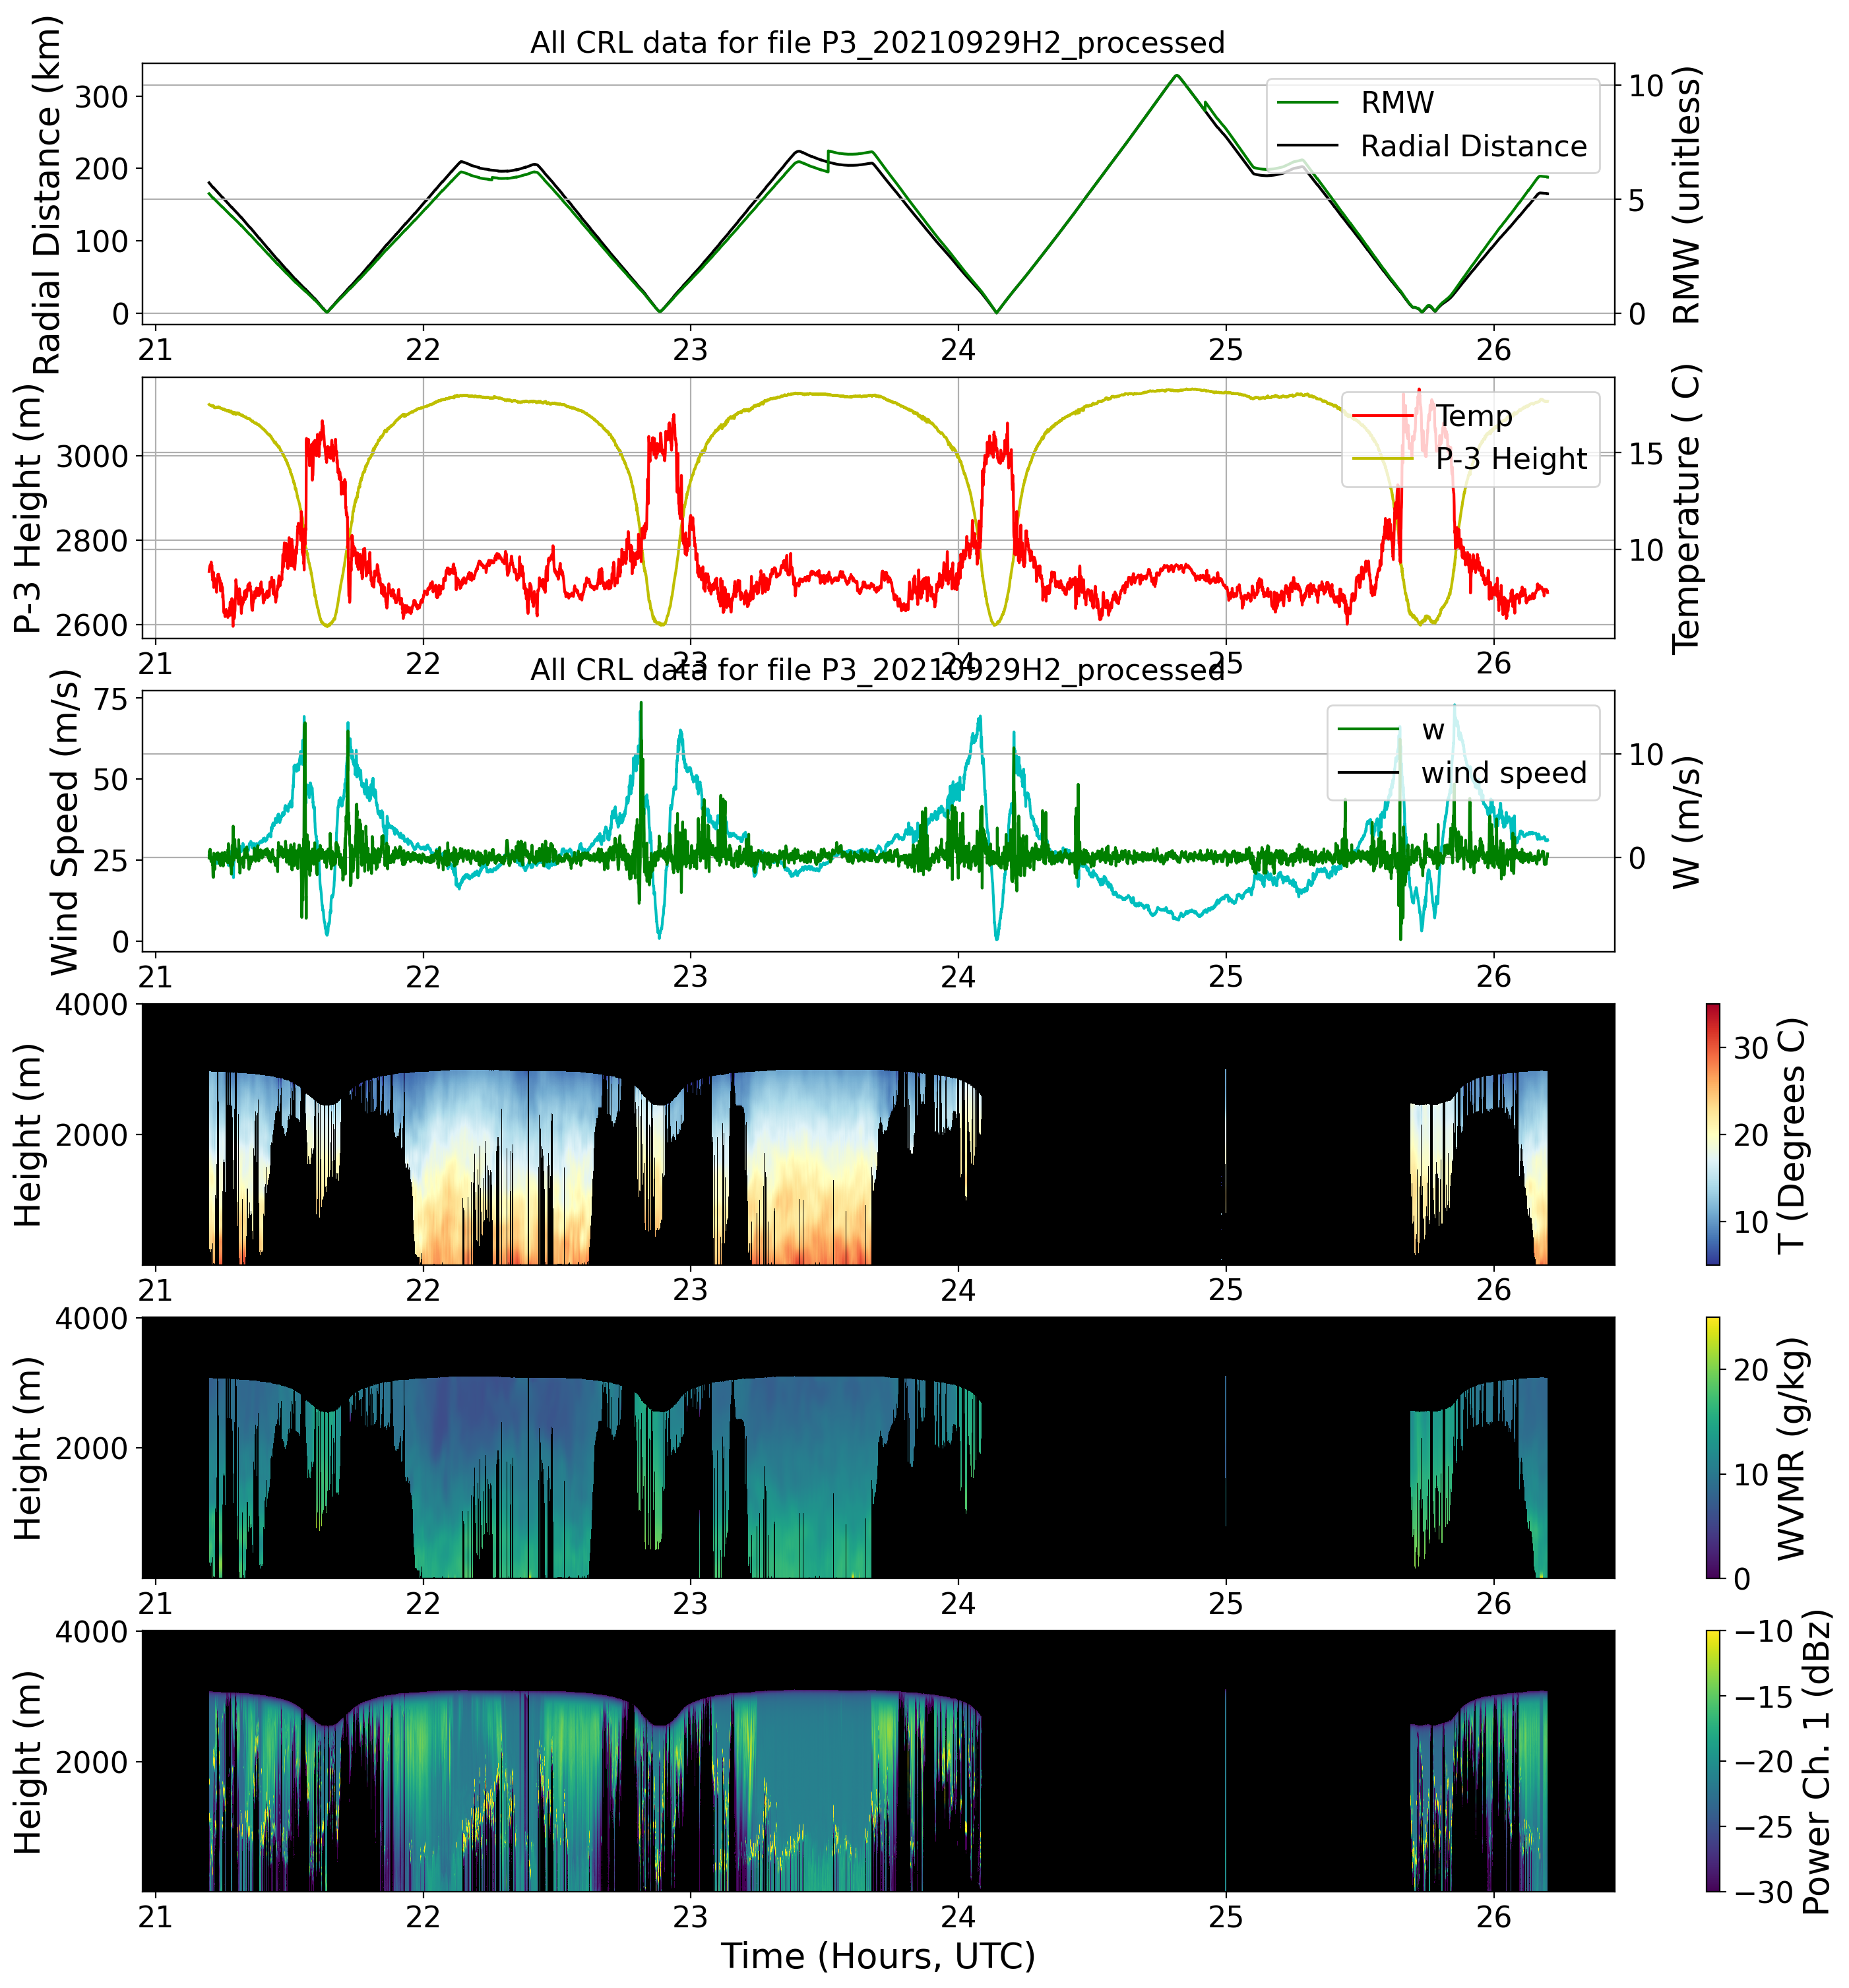 All CRL data for file P3_20210929H2_processed
Radial Distance (km)
300
200
100
0
10
5
0
RMW (unitless)
RMW
Radial Distance
21 22 23 24 25 26
P-3 Height (m)
3000
2800
2600
15
10
Temperature ( C)
Temp
P-3 Height
21 22 23 24 25 26
All CRL data for file P3_20210929H2_processed
Wind Speed (m/s)
75
50
25
0
10
0
W (m/s)
w
wind speed
21 22 23 24 25 26
Height (m)
4000
2000
30
20
10
T (Degrees C)
21 22 23 24 25 26
Height (m)
4000
2000
20
10
0
WVMR (g/kg)
21 22 23 24 25 26
Height (m)
4000
2000
−10
−15
−20
−25
−30
Power Ch. 1 (dBz)
21 22 23 24 25 26
Time (Hours, UTC)